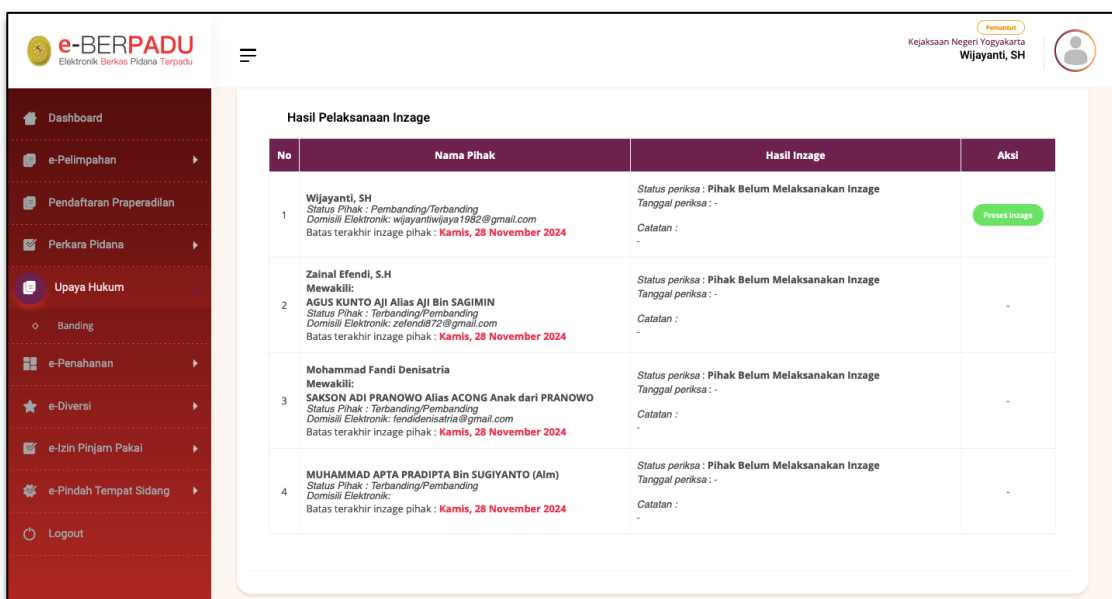 e-BERPADU
Elektronik Berkas Pidana Terpadu
Penuntut
Kejaksaan Negeri Yogyakarta
Wijayanti, SH
Dashboard
e-Pelimpahan
Pendaftaran Praperadilan
Perkara Pidana
Upaya Hukum
Banding
e-Penahanan
e-Diversi
e-Izin Pinjam Pakai
e-Pindah Tempat Sidang
Logout
Hasil Pelaksanaan Inzage
No Nama Pihak Hasil Inzage Aksi
1
Wijayanti, SH
Status Pihak : Pembanding/Terbanding
Domisili Elektronik: wijayantiwijaya1982@gmail.com
Batas terakhir inzage pihak : Kamis, 28 November 2024
Status periksa : Pihak Belum Melaksanakan Inzage
Tanggal periksa : -
Catatan :
-
Proses Inzage
2
Zainal Efendi, S.H
Mewakili:
AGUS KUNTO AJI Alias AJI Bin SAGIMIN
Status Pihak : Terbanding/Pembanding
Domisili Elektronik: zefendi872@gmail.com
Batas terakhir inzage pihak : Kamis, 28 November 2024
Status periksa : Pihak Belum Melaksanakan Inzage
Tanggal periksa : -
Catatan :
-
-
3
Mohammad Fandi Denisatria
Mewakili:
SAKSON ADI PRANOWO Alias ACONG Anak dari PRANOWO
Status Pihak : Terbanding/Pembanding
Domisili Elektronik: fendidenisatria@gmail.com
Batas terakhir inzage pihak : Kamis, 28 November 2024
Status periksa : Pihak Belum Melaksanakan Inzage
Tanggal periksa : -
Catatan :
-
-
4
MUHAMMAD APTA PRADIPTA Bin SUGIYANTO (Alm)
Status Pihak : Terbanding/Pembanding
Domisili Elektronik:
Batas terakhir inzage pihak : Kamis, 28 November 2024
Status periksa : Pihak Belum Melaksanakan Inzage
Tanggal periksa : -
Catatan :
-
-